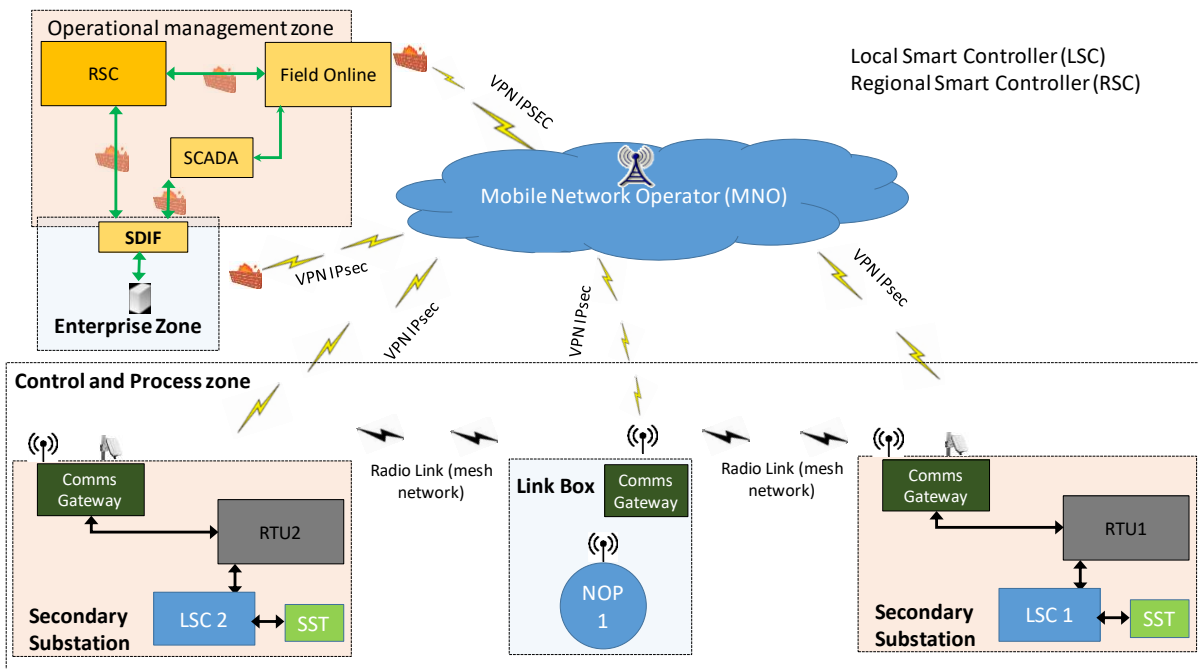 Operational management zone
RSC
Field Online
SCADA
SDIF
Enterprise Zone
Local Smart Controller (LSC)
Regional Smart Controller (RSC)
VPN IPSEC
Mobile Network Operator (MNO)
VPN IPsec
VPN IPsec
VPN IPsec
VPN IPsec
Control and Process zone
Comms
Gateway
RTU2
LSC 2
SST
Secondary
Substation
Radio Link (mesh
network)
Link Box
Comms
Gateway
NOP
1
Radio Link (mesh
network)
Comms
Gateway
RTU1
LSC 1
SST
Secondary
Substation